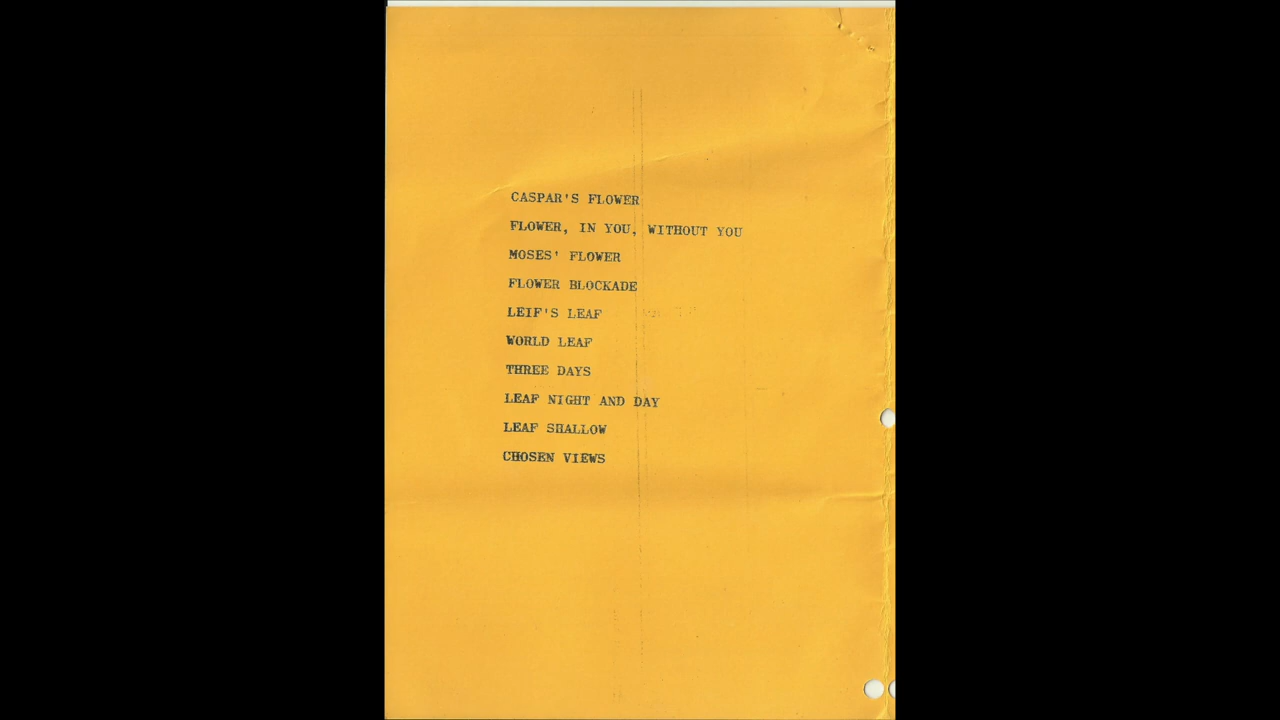 CASPAR'S FLOWER
FLOWER, IN YOU, WITHOUT YOU
MOSES' FLOWER
FLOWER BLOCKADE
LEIF'S LEAF
WORLD LEAF
THREE DAYS
LEAF NIGHT AND DAY
LEAF SHALLOW
CHOSEN VIEWS